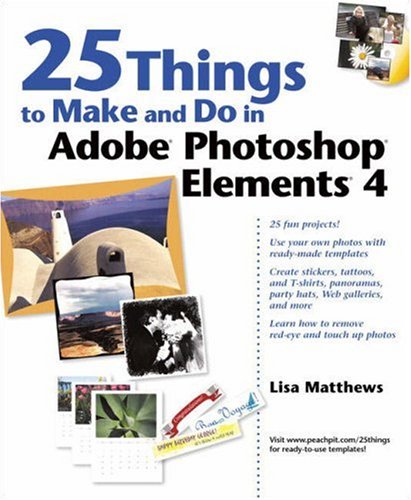 25 Things
to Make and Do in
Adobe® Photoshop®
Elements® 4
25 fun projects!
Use your own photos with
ready-made templates
Create stickers, tattoos,
and T-shirts, panoramas,
party hats, Web galleries,
and more
Learn how to remove
red-eye and touch up photos
Lisa Matthews
Congratulations!
Bon Voyage!
HAPPY BIRTHDAY GEORGE!
Visit www.peachpit.com/25things
for ready-to-use templates!